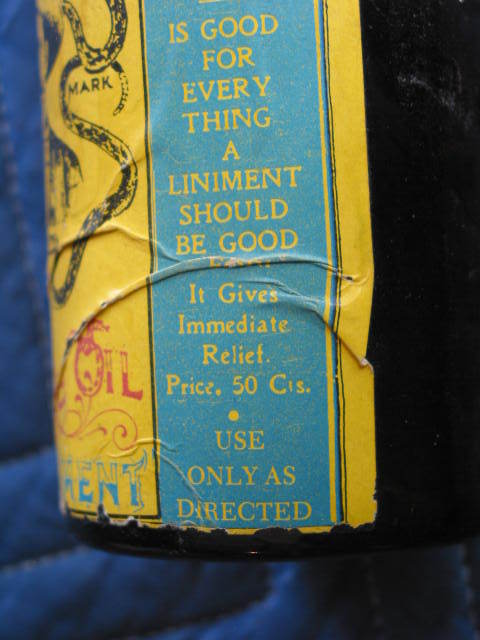 MARK
OIL
MENT
IS GOOD
FOR
EVERY
THING
A
LINIMENT
SHOULD
BE GOOD
It Gives
Immediate
Relief.
Price, 50 Cts.
USE
ONLY AS
DIRECTED